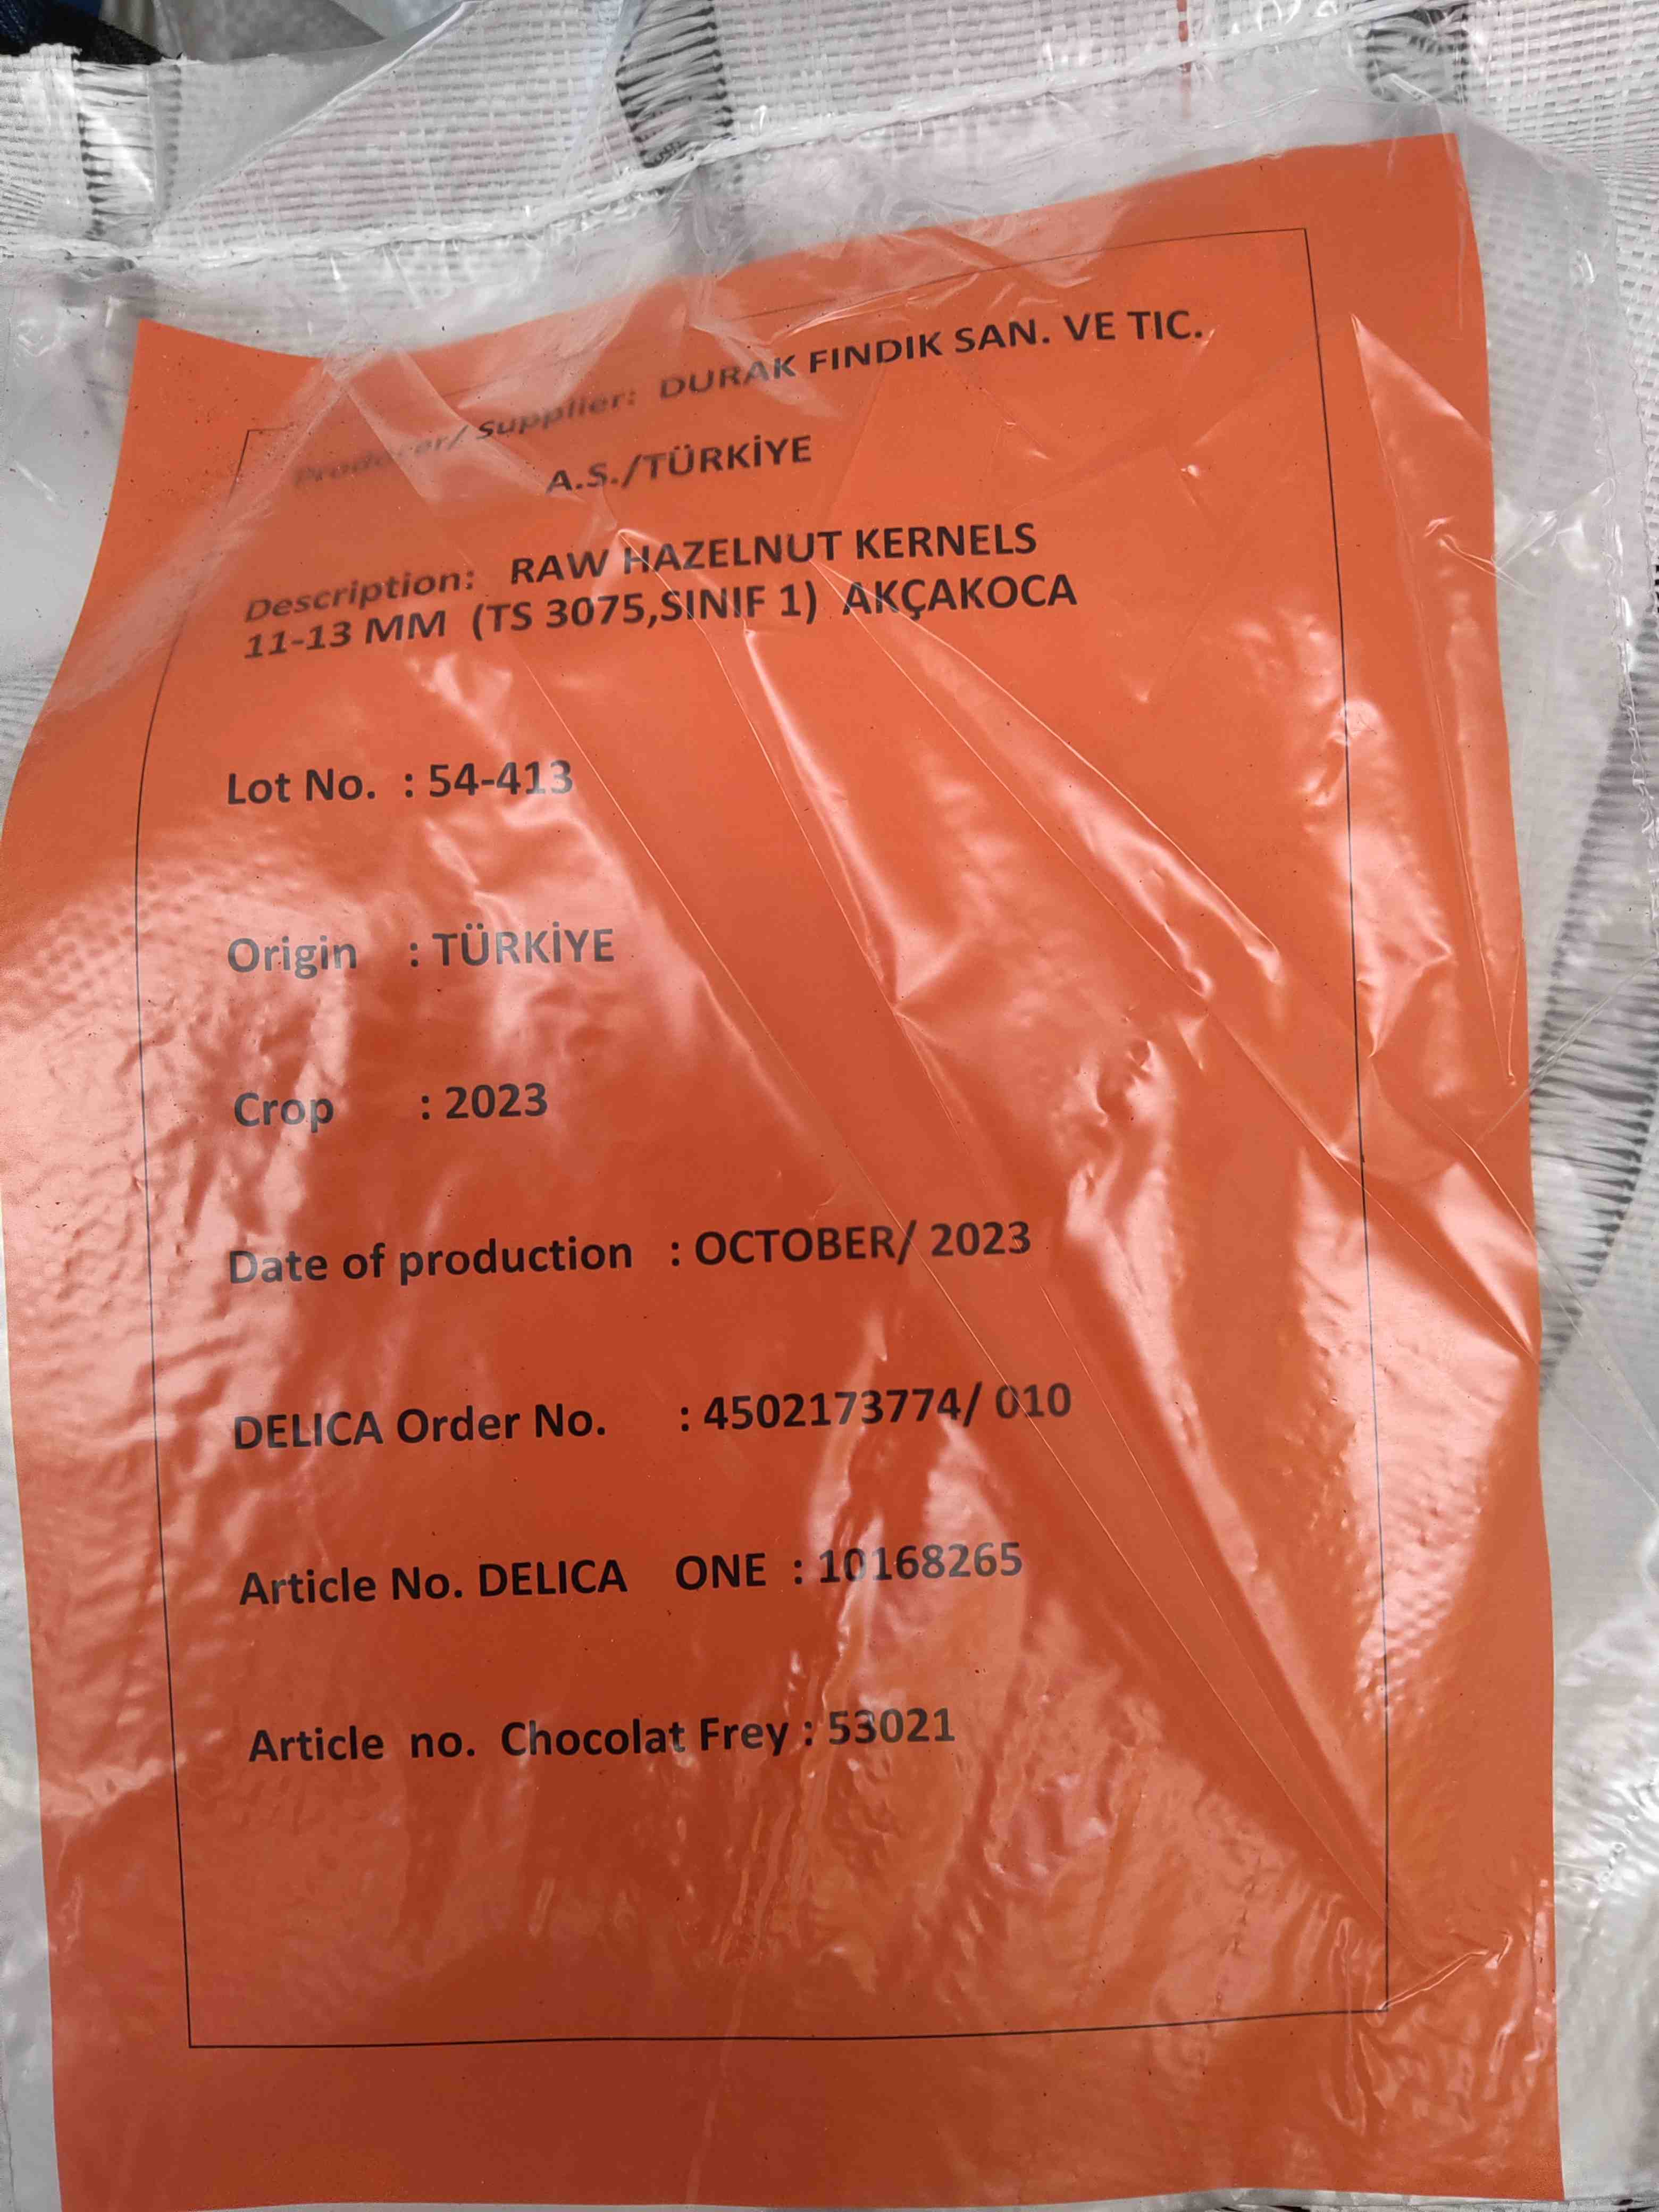 Producer/ Supplier: DURAK FINDIK SAN. VE TIC.
A.S./TÜRKİYE
Description: RAW HAZELNUT KERNELS
11-13 MM (TS 3075,SINIF 1) AKÇAKOCA
Lot No. : 54-413
Origin : TÜRKİYE
Crop : 2023
Date of production : OCTOBER/ 2023
DELICA Order No. : 4502173774/ 010
Article No. DELICA ONE : 10168265
Article no. Chocolat Frey : 53021